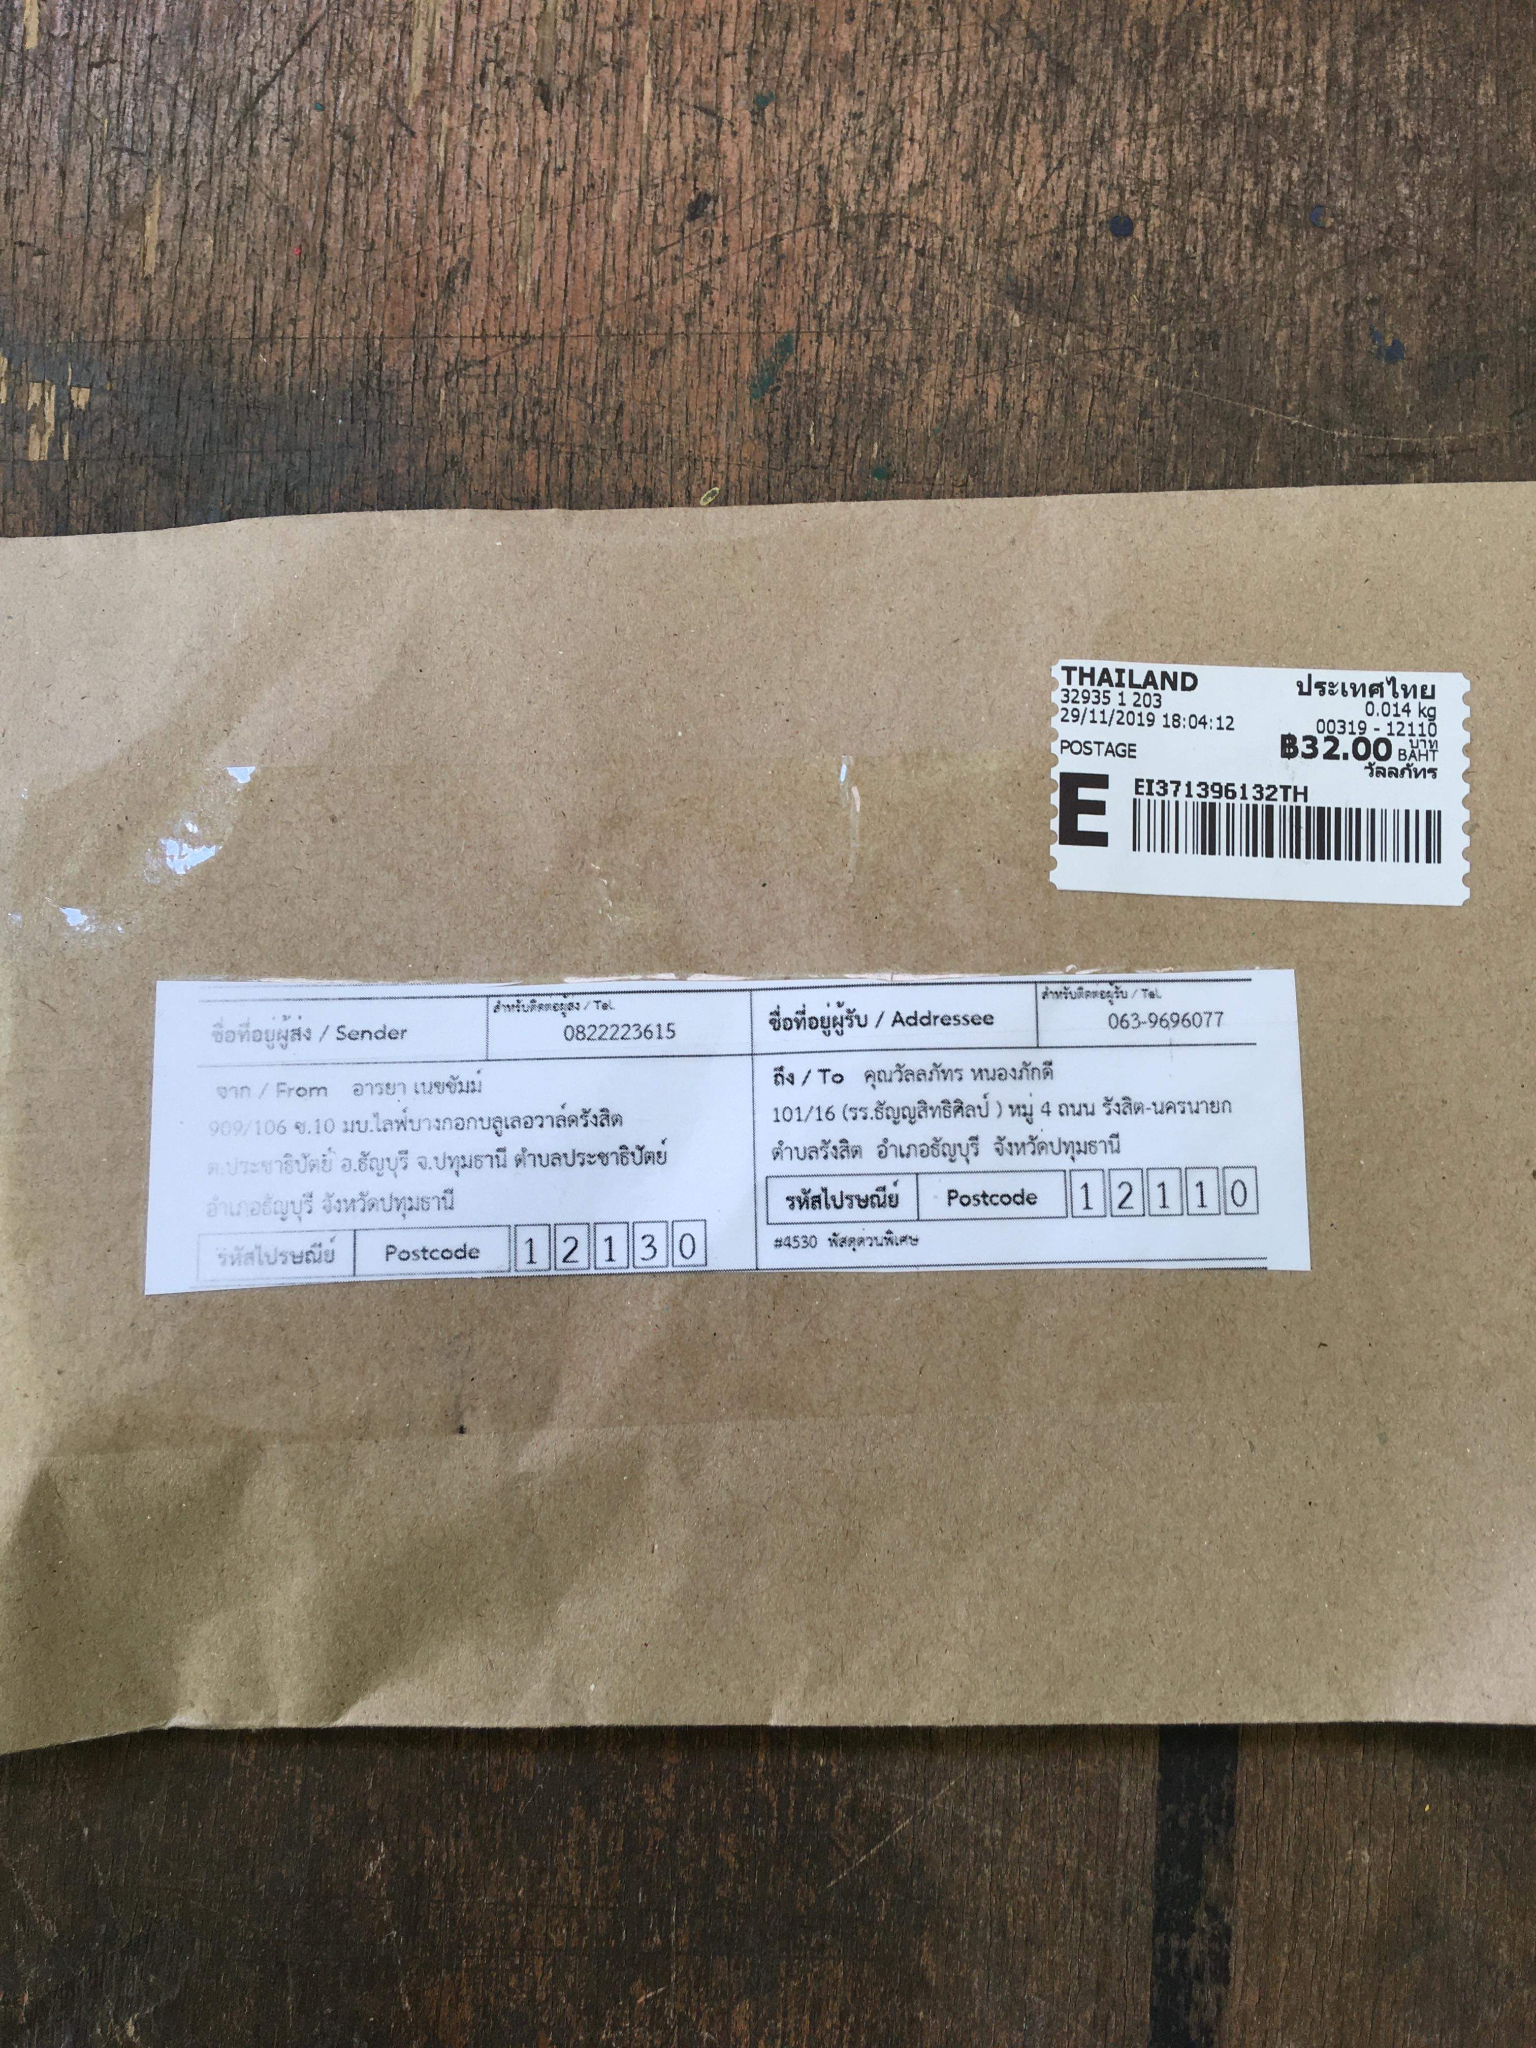 THAILAND ประเทศไทย
32935 1 203 0.014 kg
29/11/2019 18:04:12 00319 - 12110
POSTAGE ฿32.00 บาท BAHT
วัลลภัทร
E EI371396132TH
ชื่อที่อยู่ผู้ส่ง / Sender
สำหรับติดต่อผู้ส่ง / Tel.
0822223615
จาก / From อารยา เนขขัมม์
909/106 ซ.10 มบ.ไลฟ์บางกอกบลูเลอวาล์ดรังสิต
ต.ประชาธิปัตย์ อ.ธัญบุรี จ.ปทุมธานี ตำบลประชาธิปัตย์
อำเภอธัญบุรี จังหวัดปทุมธานี
รหัสไปรษณีย์ Postcode 12130
ชื่อที่อยู่ผู้รับ / Addressee
สำหรับติดต่อผู้รับ / Tel.
063-9696077
ถึง / To คุณวัลลภัทร หนองภักดี
101/16 (รร.ธัญญสิทธิศิลป์ ) หมู่ 4 ถนน รังสิต-นครนายก
ตำบลรังสิต อำเภอธัญบุรี จังหวัดปทุมธานี
รหัสไปรษณีย์ Postcode 12110
#4530 พัสดุด่วนพิเศษ